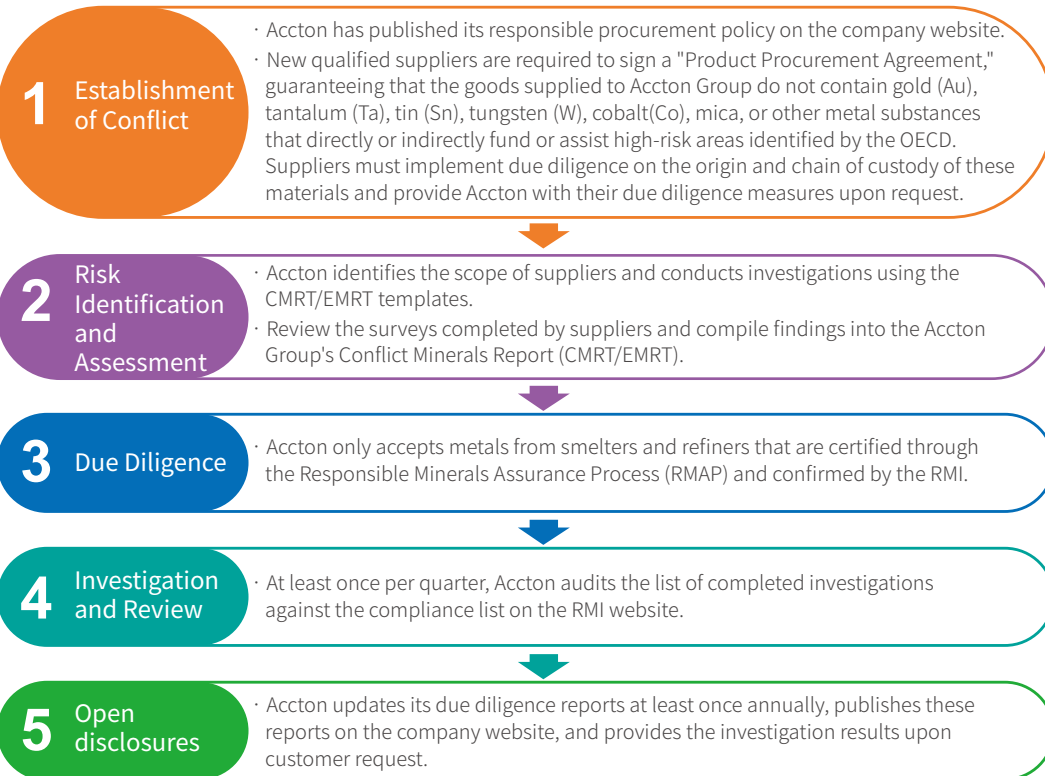 1
Establishment
of Conflict
· Accton has published its responsible procurement policy on the company website.
· New qualified suppliers are required to sign a "Product Procurement Agreement,"
guaranteeing that the goods supplied to Accton Group do not contain gold (Au),
tantalum (Ta), tin (Sn), tungsten (W), cobalt(Co), mica, or other metal substances
that directly or indirectly fund or assist high-risk areas identified by the OECD.
Suppliers must implement due diligence on the origin and chain of custody of these
materials and provide Accton with their due diligence measures upon request.
2
Risk
Identification
and
Assessment
· Accton identifies the scope of suppliers and conducts investigations using the
CMRT/EMRT templates.
· Review the surveys completed by suppliers and compile findings into the Accton
Group's Conflict Minerals Report (CMRT/EMRT).
3
Due Diligence
· Accton only accepts metals from smelters and refiners that are certified through
the Responsible Minerals Assurance Process (RMAP) and confirmed by the RMI.
4
Investigation
and Review
· At least once per quarter, Accton audits the list of completed investigations
against the compliance list on the RMI website.
5
Open
disclosures
· Accton updates its due diligence reports at least once annually, publishes these
reports on the company website, and provides the investigation results upon
customer request.